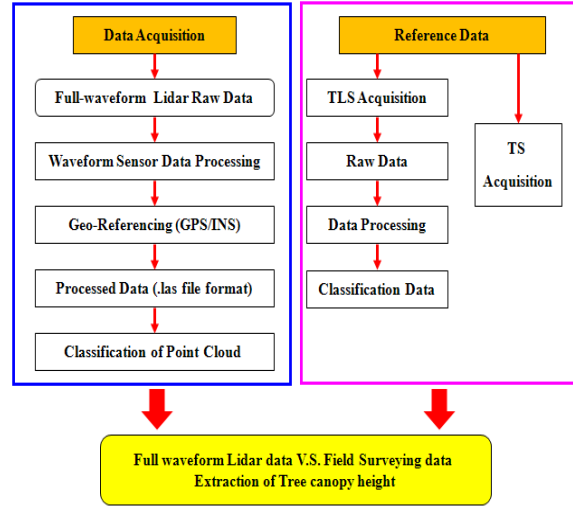 Data Acquisition
Full-waveform Lidar Raw Data
Waveform Sensor Data Processing
Geo-Referencing (GPS/INS)
Processed Data (.las file format)
Classification of Point Cloud
Reference Data
TLS Acquisition
Raw Data
Data Processing
Classification Data
TS
Acquisition
Full waveform Lidar data V.S. Field Surveying data
Extraction of Tree canopy height